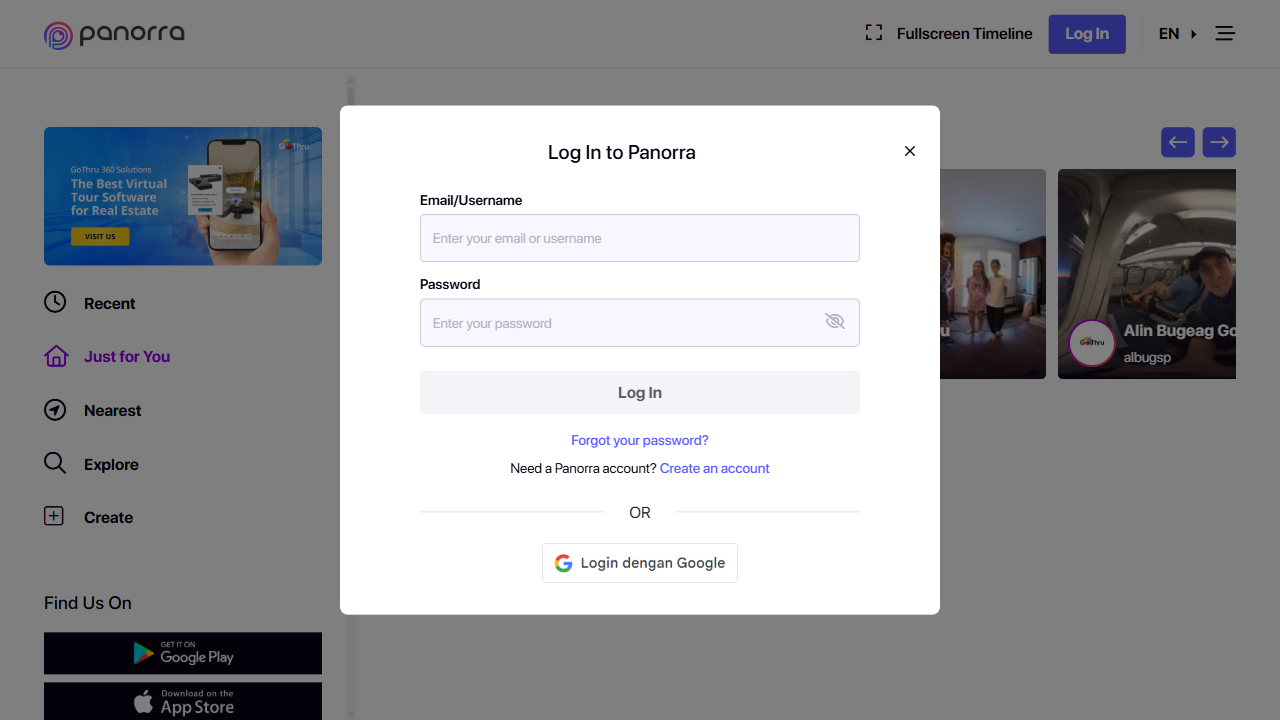 panorra
Fullscreen Timeline
Log In
EN
GoThru
GoThru 360 Solutions
The Best Virtual
Tour Software
for Real Estate
VISIT US
Recent
Just for You
Nearest
Explore
Create
Find Us On
GET IT ON
Google Play
Download on the
App Store
Log In to Panorra
Email/Username
Enter your email or username
Password
Enter your password
Log In
Forgot your password?
Need a Panorra account? Create an account
OR
Login dengan Google
u
GoThru
Alin Bugeag Go
albugsp